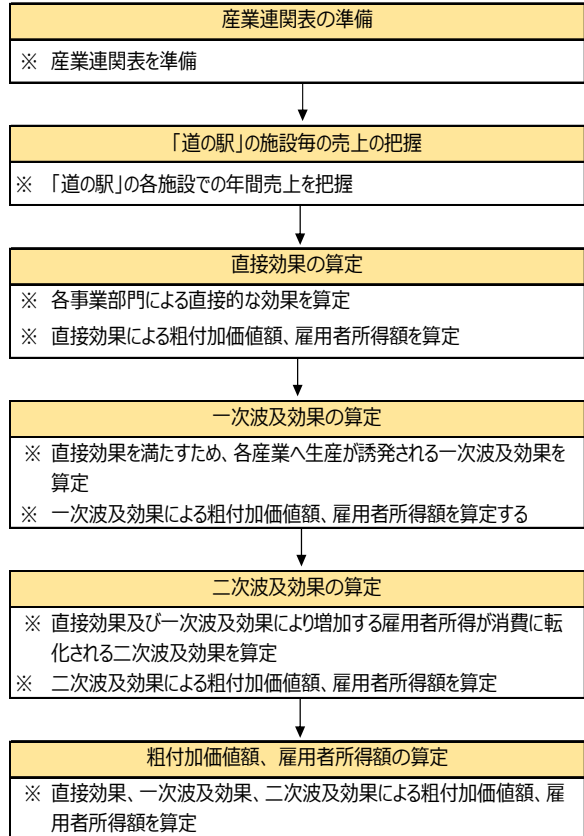 産業連関表の準備
※ 産業連関表を準備
「道の駅」の施設毎の売上の把握
※ 「道の駅」の各施設での年間売上を把握
直接効果の算定
※ 各事業部門による直接的な効果を算定
※ 直接効果による粗付加価値額、雇用者所得額を算定
一次波及効果の算定
※ 直接効果を満たすため、各産業へ生産が誘発される一次波及効果を
算定
※ 一次波及効果による粗付加価値額、雇用者所得額を算定する
二次波及効果の算定
※ 直接効果及び一次波及効果により増加する雇用者所得が消費に転
化される二次波及効果を算定
※ 二次波及効果による粗付加価値額、雇用者所得額を算定
粗付加価値額、雇用者所得額の算定
※ 直接効果、一次波及効果、二次波及効果による粗付加価値額、雇
用者所得額を算定